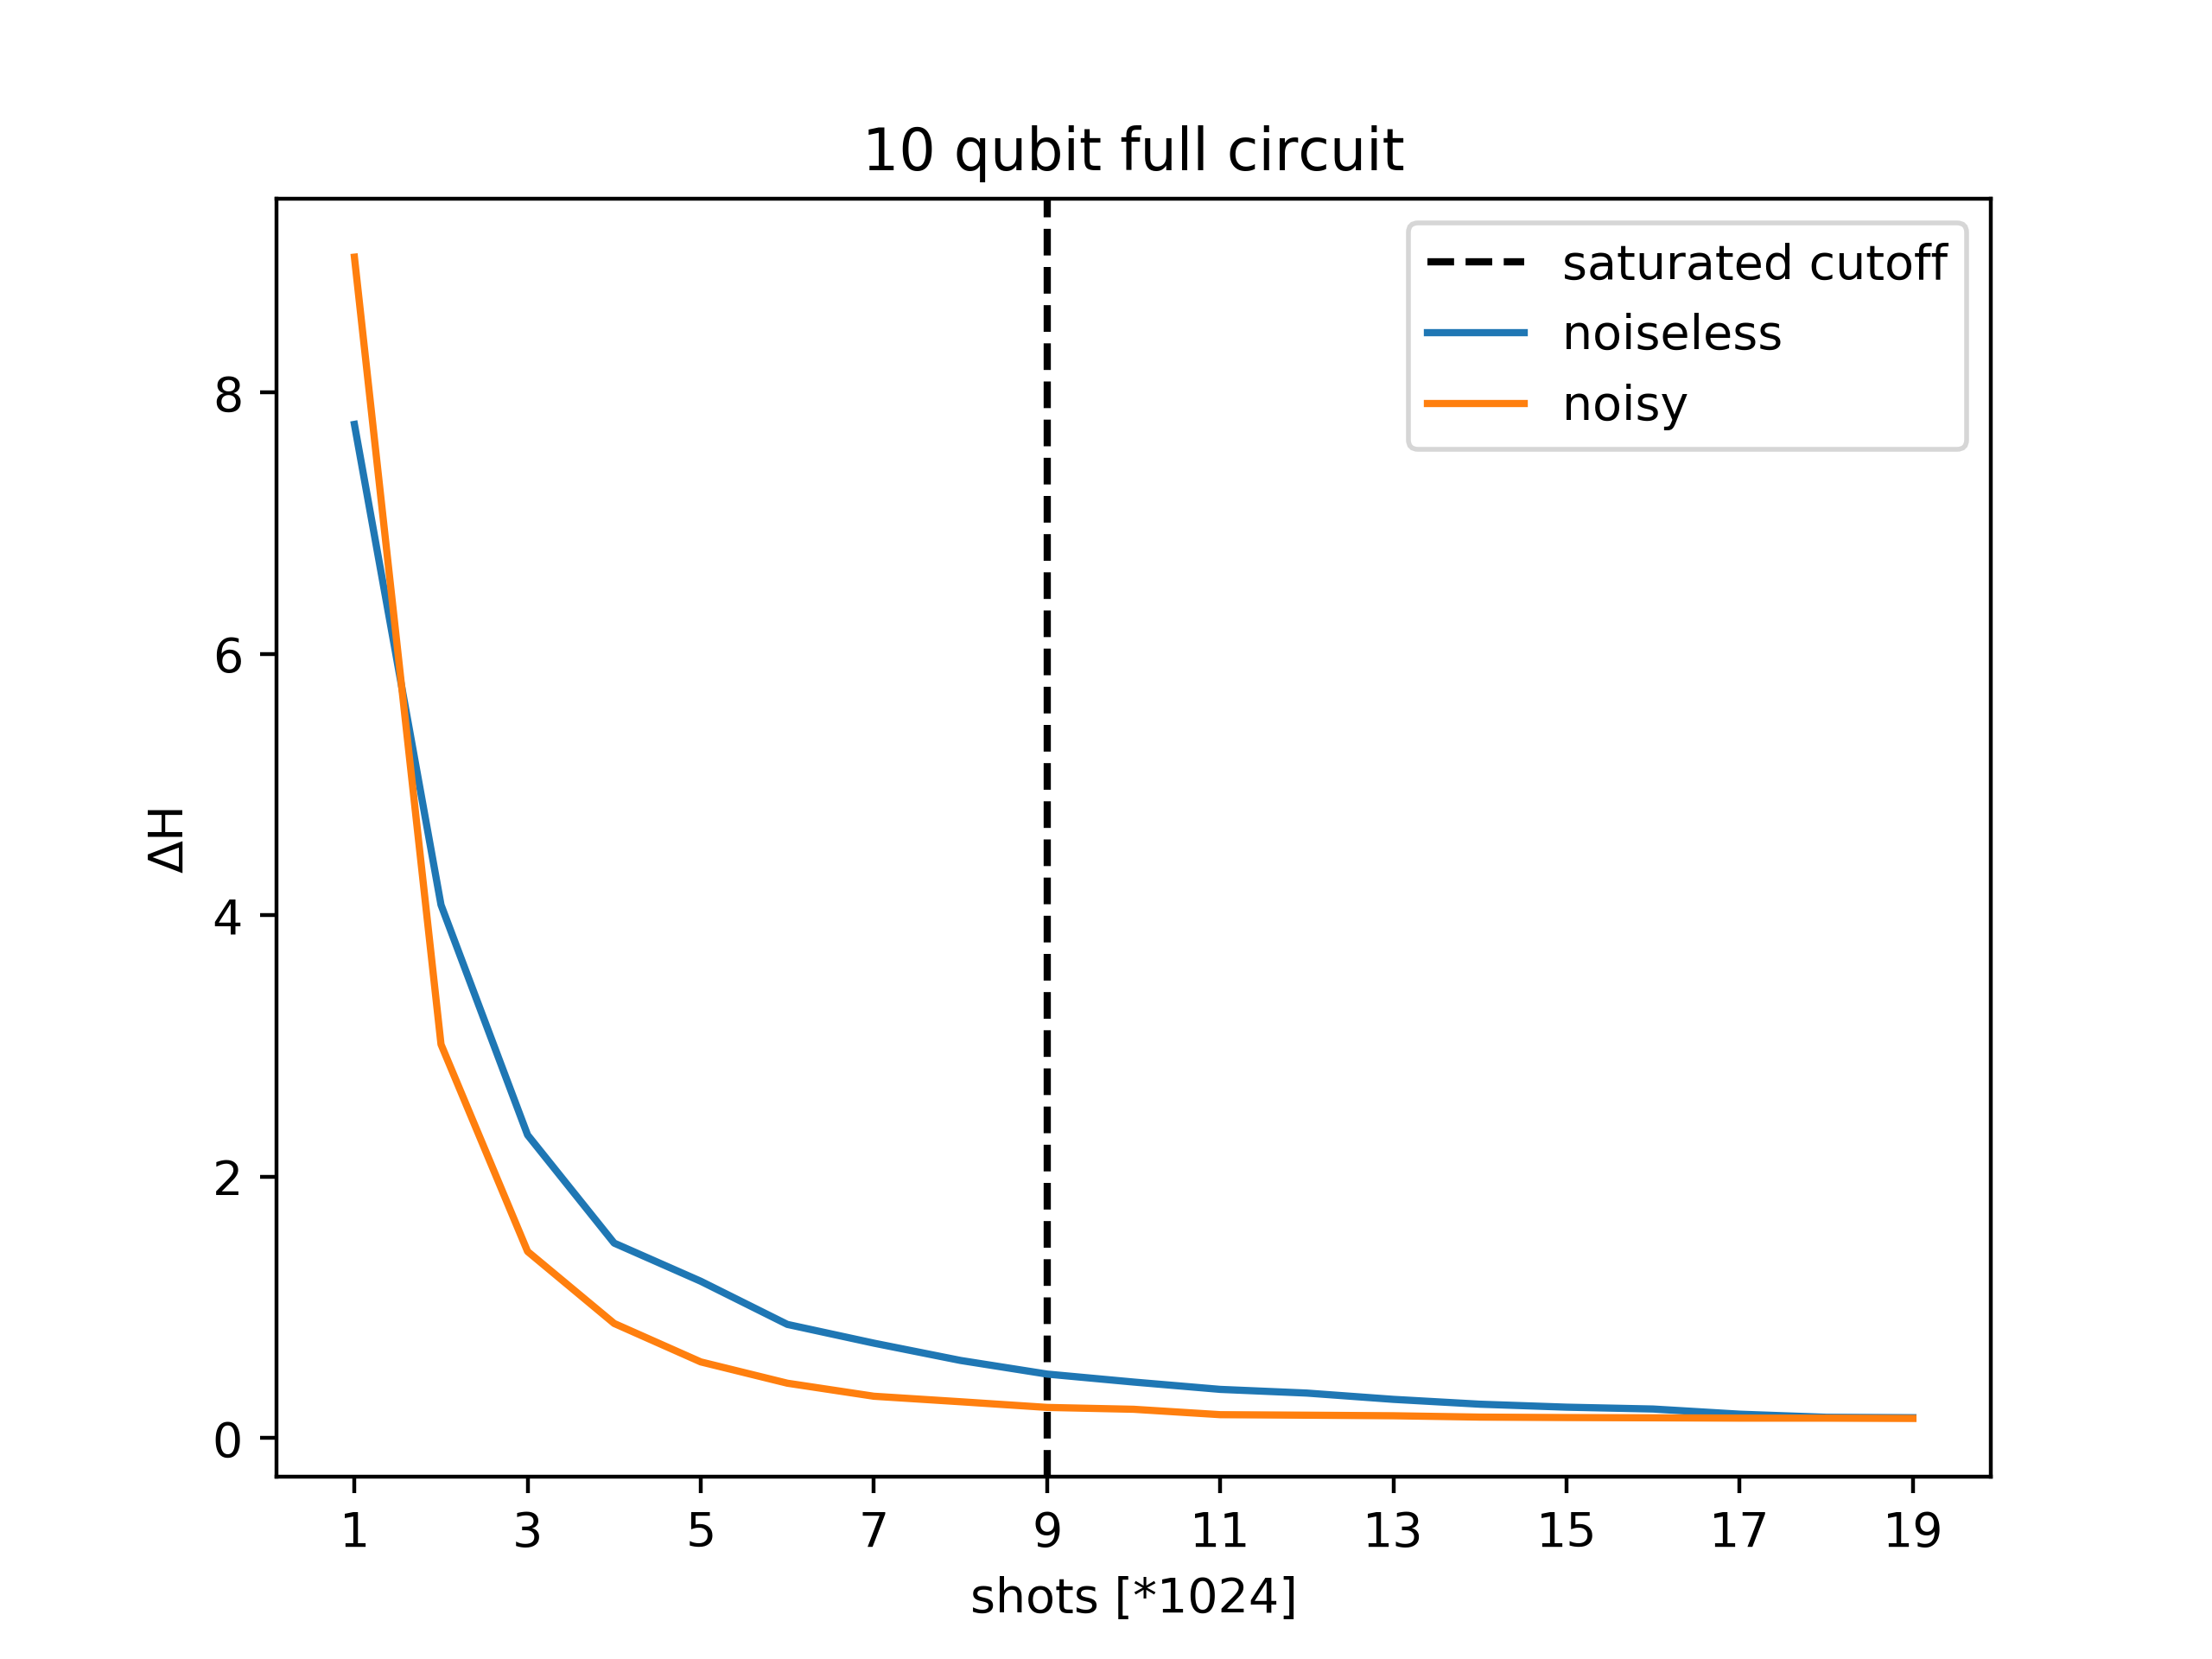 10 qubit full circuit
saturated cutoff
noiseless
noisy
8
6
4
2
0
ΔH
1 3 5 7 9 11 13 15 17 19
shots [*1024]